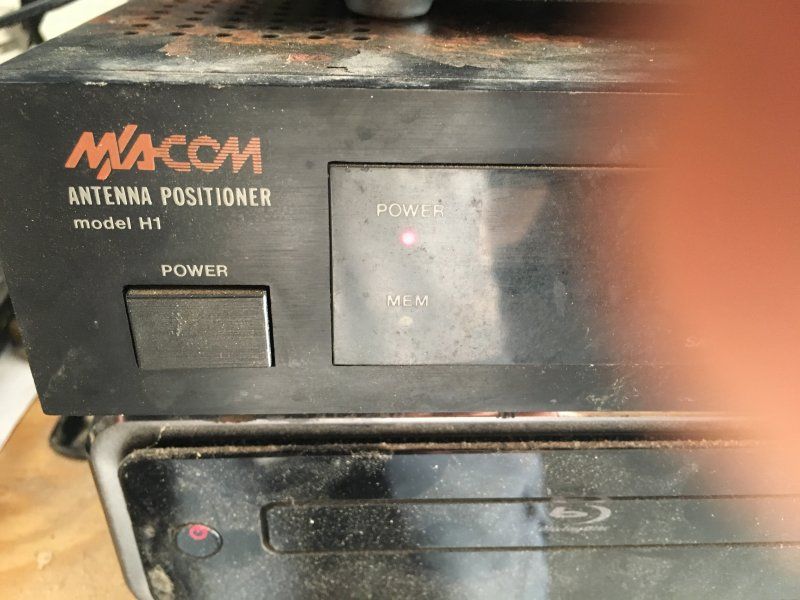 M/A-COM
ANTENNA POSITIONER
model H1
POWER
POWER
MEM